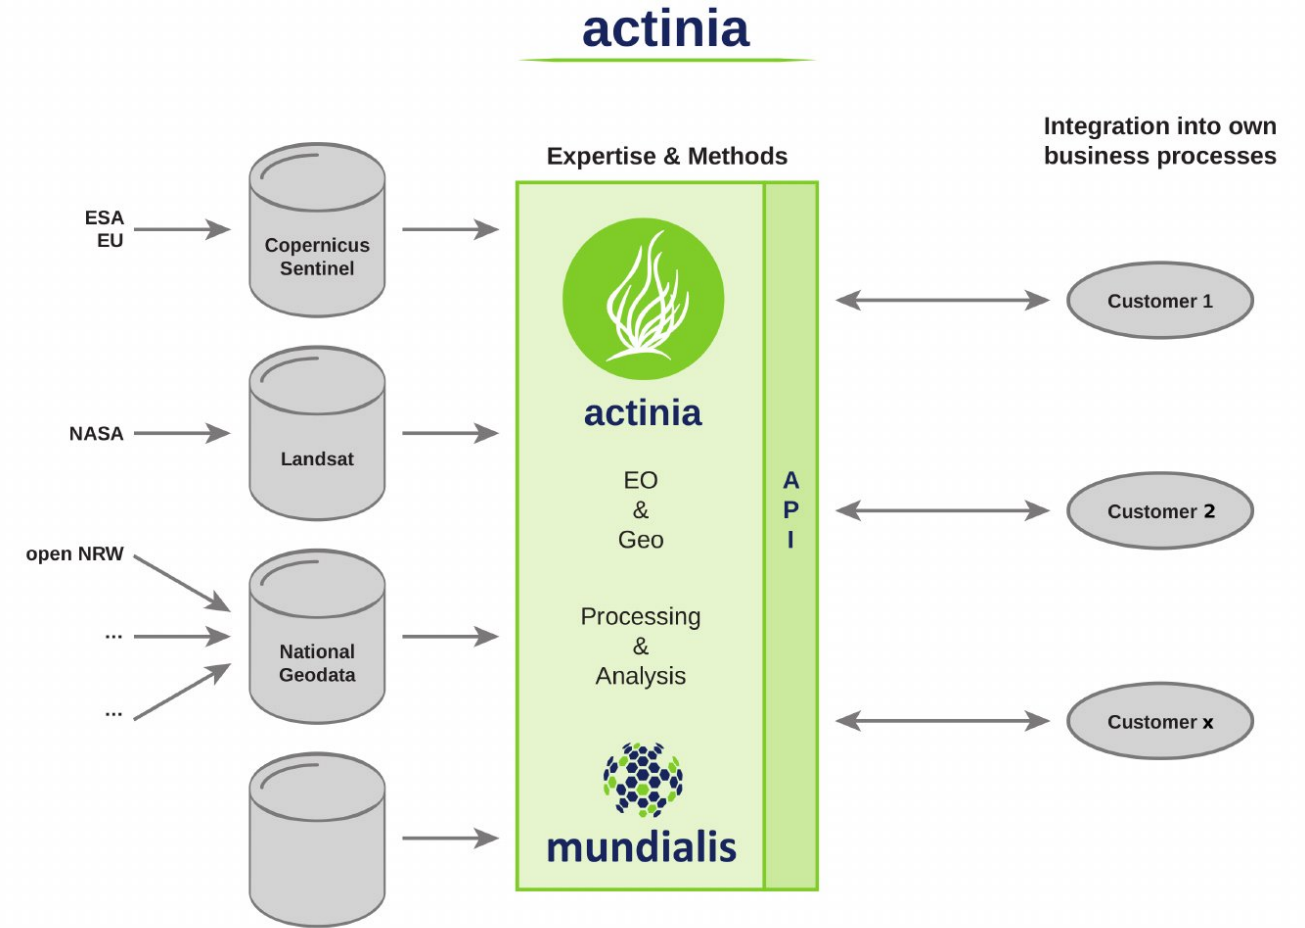 actinia
Expertise & Methods
Integration into own
business processes
ESA
EU
Copernicus
Sentinel
NASA
Landsat
open NRW
...
...
National
Geodata
actinia
EO
&
Geo
Processing
&
Analysis
mundialis
A
P
I
Customer 1
Customer 2
Customer x